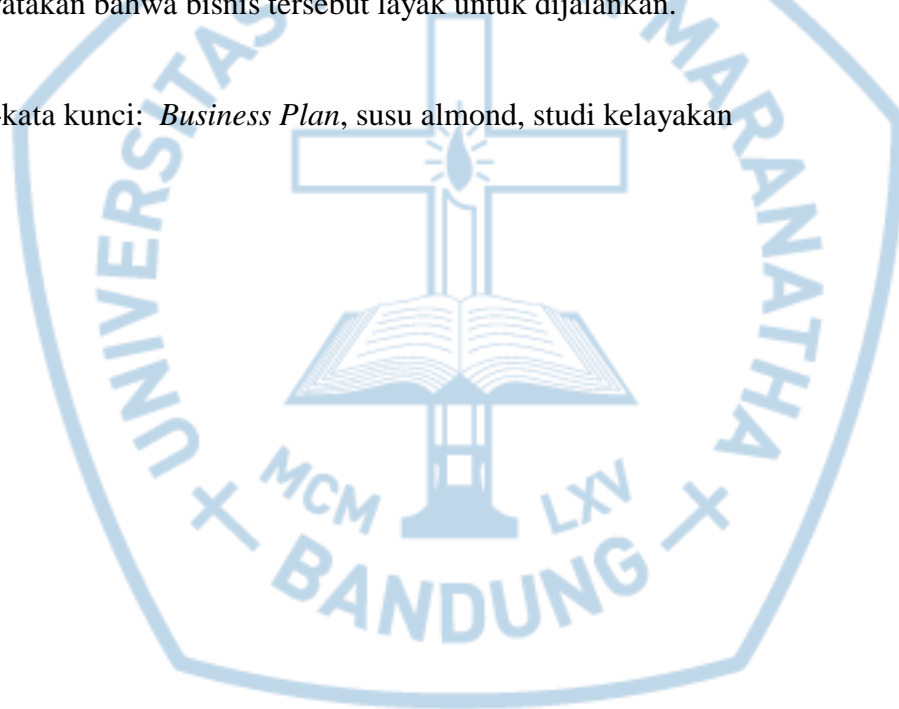 yatakan bahwa bisnis tersebut layak untuk dijalankan.
-kata kunci: Business Plan, susu almond, studi kelayakan
UNIVERSITAS
MARANATHA
MCM LXV
BANDUNG